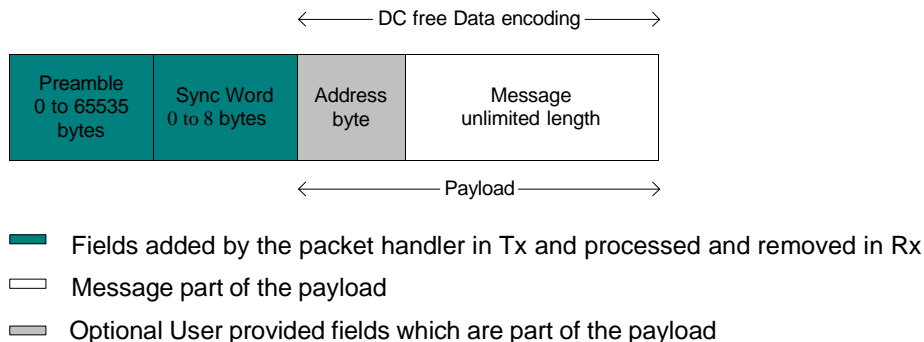 DC free Data encoding
Preamble
0 to 65535
bytes
Sync Word
0 to 8 bytes
Address
byte
Message
unlimited length
Payload
Fields added by the packet handler in Tx and processed and removed in Rx
Message part of the payload
Optional User provided fields which are part of the payload